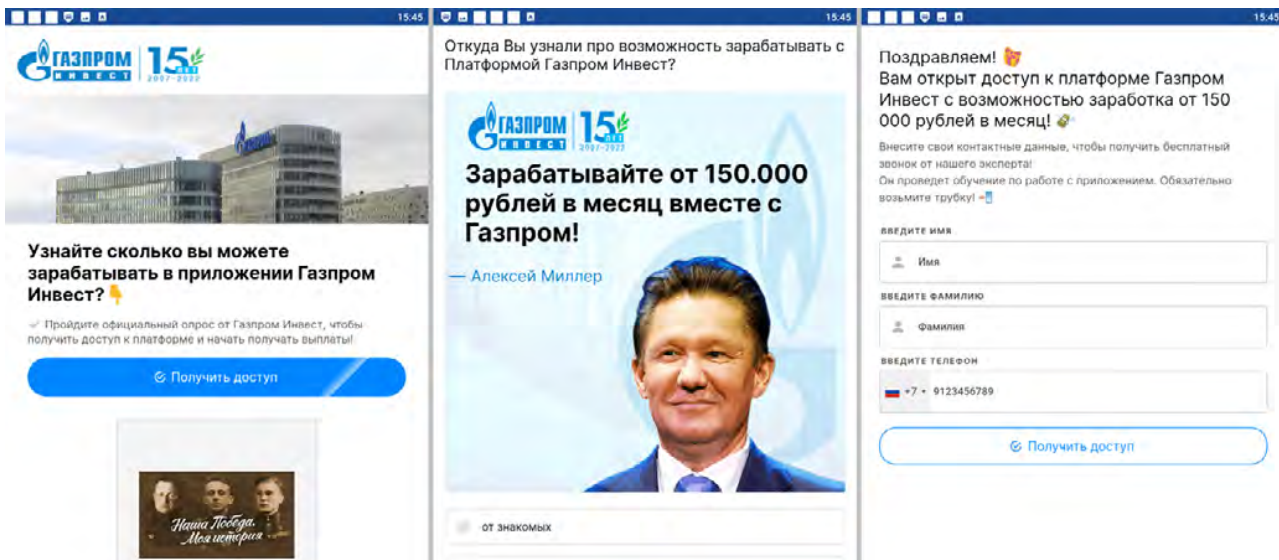 15:45
ГАЗПРОМ
ИНВЕСТ
15 ЛЕТ
2007-2022
ГАЗПРОМ
Узнайте сколько вы можете
зарабатывать в приложении Газпром
Инвест? 👇
Пройдите официальный опрос от Газпром Инвест, чтобы
получить доступ к платформе и начать получать выплаты!
Получить доступ
Наша Победа.
Моя история
15:45
Откуда Вы узнали про возможность зарабатывать с
Платформой Газпром Инвест?
ГАЗПРОМ
ИНВЕСТ
15 ЛЕТ
2007-2022
Зарабатывайте от 150.000
рублей в месяц вместе с
Газпром!
— Алексей Миллер
от знакомых
15:45
Поздравляем! 🎁
Вам открыт доступ к платформе Газпром
Инвест с возможностью заработка от 150
000 рублей в месяц! 💸
Внесите свои контактные данные, чтобы получить бесплатный
звонок от нашего эксперта!
Он проведет обучение по работе с приложением. Обязательно
возьмите трубку! 📲
ВВЕДИТЕ ИМЯ
Имя
ВВЕДИТЕ ФАМИЛИЮ
Фамилия
ВВЕДИТЕ ТЕЛЕФОН
+7 9123456789
Получить доступ